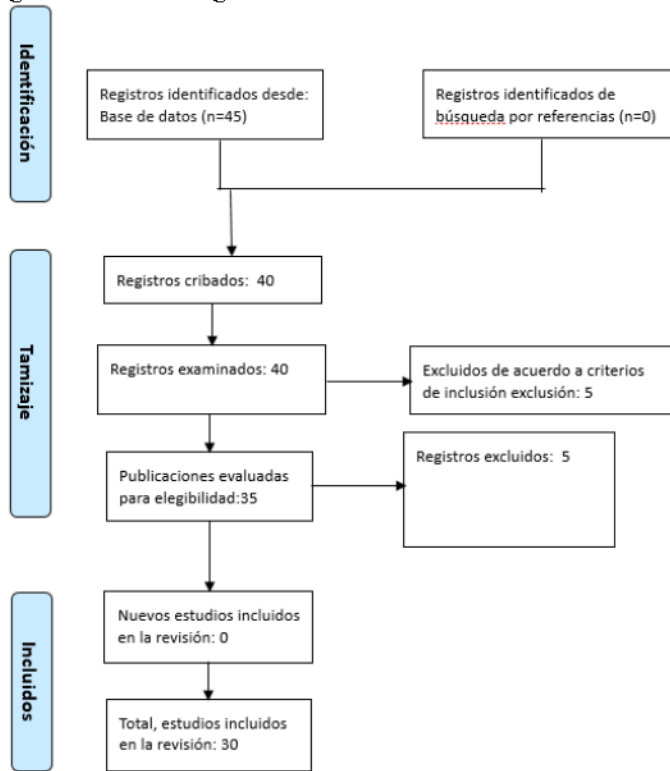 Identificación
Registros identificados desde:
Base de datos (n=45)
Registros identificados de
búsqueda por referencias (n=0)
Tamizaje
Registros cribados: 40
Registros examinados: 40
Excluidos de acuerdo a criterios
de inclusión exclusión: 5
Publicaciones evaluadas
para elegibilidad:35
Registros excluidos: 5
Incluidos
Nuevos estudios incluidos
en la revisión: 0
Total, estudios incluidos
en la revisión: 30